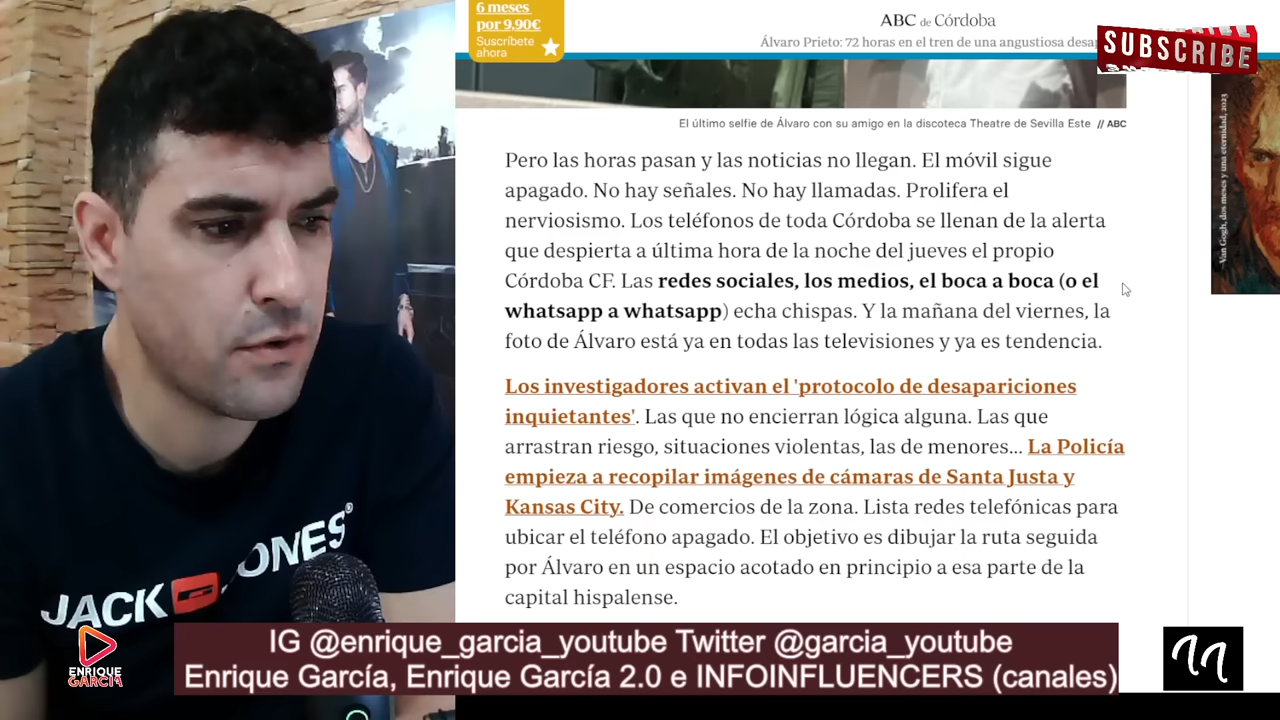 6 meses
por 9,90€
Suscríbete
ahora
ABC de Córdoba
Álvaro Prieto: 72 horas en el tren de una angustiosa desap
SUBSCRIBE
El último selfie de Álvaro con su amigo en la discoteca Theatre de Sevilla Este // ABC
Van Gogh, dos meses y una eternidad, 2023
Pero las horas pasan y las noticias no llegan. El móvil sigue
apagado. No hay señales. No hay llamadas. Prolifera el
nerviosismo. Los teléfonos de toda Córdoba se llenan de la alerta
que despierta a última hora de la noche del jueves el propio
Córdoba CF. Las redes sociales, los medios, el boca a boca (o el
whatsapp a whatsapp) echa chispas. Y la mañana del viernes, la
foto de Álvaro está ya en todas las televisiones y ya es tendencia.
Los investigadores activan el 'protocolo de desapariciones
inquietantes'. Las que no encierran lógica alguna. Las que
arrastran riesgo, situaciones violentas, las de menores... La Policía
empieza a recopilar imágenes de cámaras de Santa Justa y
Kansas City. De comercios de la zona. Lista redes telefónicas para
ubicar el teléfono apagado. El objetivo es dibujar la ruta seguida
por Álvaro en un espacio acotado en principio a esa parte de la
capital hispalense.
JACK JONES®
ENRIQUE
GARCÍA
IG @enrique_garcia_youtube Twitter @garcia_youtube
Enrique García, Enrique García 2.0 e INFOINFLUENCERS (canales)